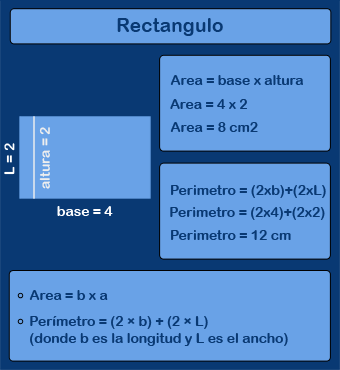 Rectangulo
Area = base x altura
Area = 4 x 2
Area = 8 cm2
L = 2
altura = 2
base = 4
Perimetro = (2xb)+(2xL)
Perimetro = (2x4)+(2x2)
Perimetro = 12 cm
Area = b x a
Perímetro = (2 × b) + (2 × L)
(donde b es la longitud y L es el ancho)